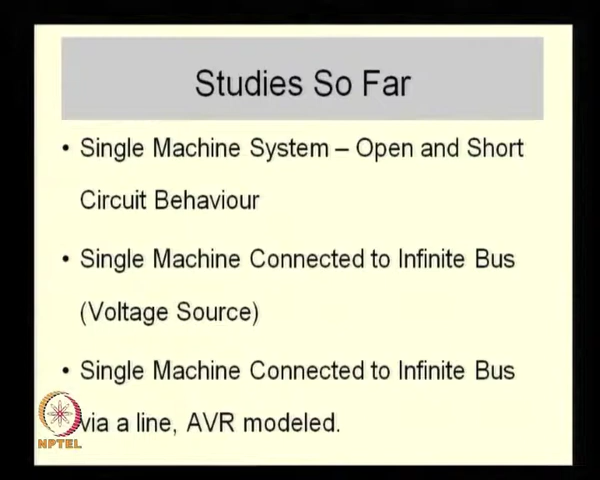 Studies So Far
• Single Machine System – Open and Short
Circuit Behaviour
• Single Machine Connected to Infinite Bus
(Voltage Source)
• Single Machine Connected to Infinite Bus
via a line, AVR modeled.
NPTEL